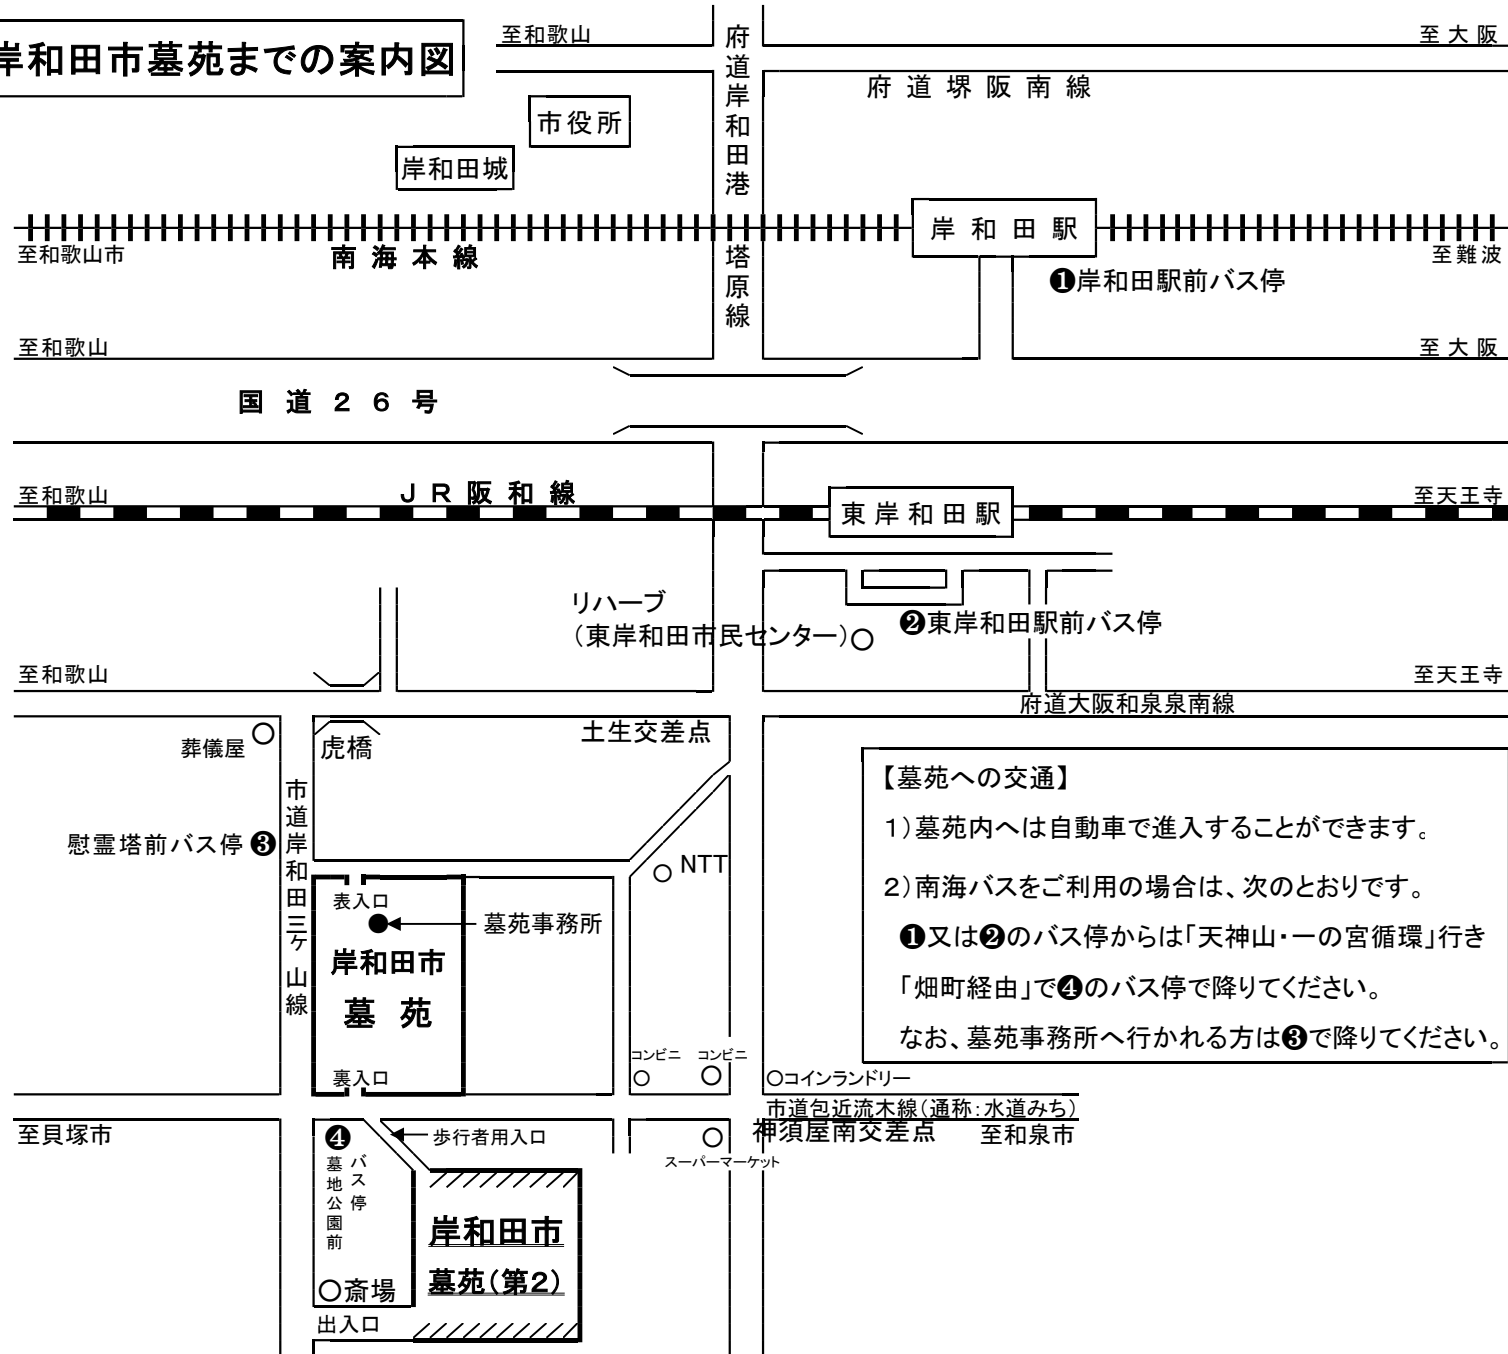 岸和田市墓苑までの案内図
至和歌山
至大阪
府道岸和田港塔原線
府道堺阪南線
市役所
岸和田城
岸和田駅
至和歌山市
南海本線
至難波
❶岸和田駅前バス停
至和歌山
至大阪
国道26号
至和歌山
JR阪和線
東岸和田駅
至天王寺
リハーブ
(東岸和田市民センター)○
❷東岸和田駅前バス停
至和歌山
至天王寺
府道大阪和泉泉南線
葬儀屋○
虎橋
土生交差点
市道岸和田三ケ山線
慰霊塔前バス停❸
○NTT
表入口
墓苑事務所
岸和田市
墓苑
裏入口
コンビニ
コンビニ
○コインランドリー
市道包近流木線(通称:水道みち)
神須屋南交差点
至和泉市
至貝塚市
❹
バス停
墓地公園前
歩行者用入口
スーパーマーケット
岸和田市
墓苑(第2)
○斎場
出入口
【墓苑への交通】
1)墓苑内へは自動車で進入することができます。
2)南海バスをご利用の場合は、次のとおりです。
❶又は❷のバス停からは「天神山・一の宮循環」行き
「畑町経由」で❹のバス停で降りてください。
なお、墓苑事務所へ行かれる方は❸で降りてください。